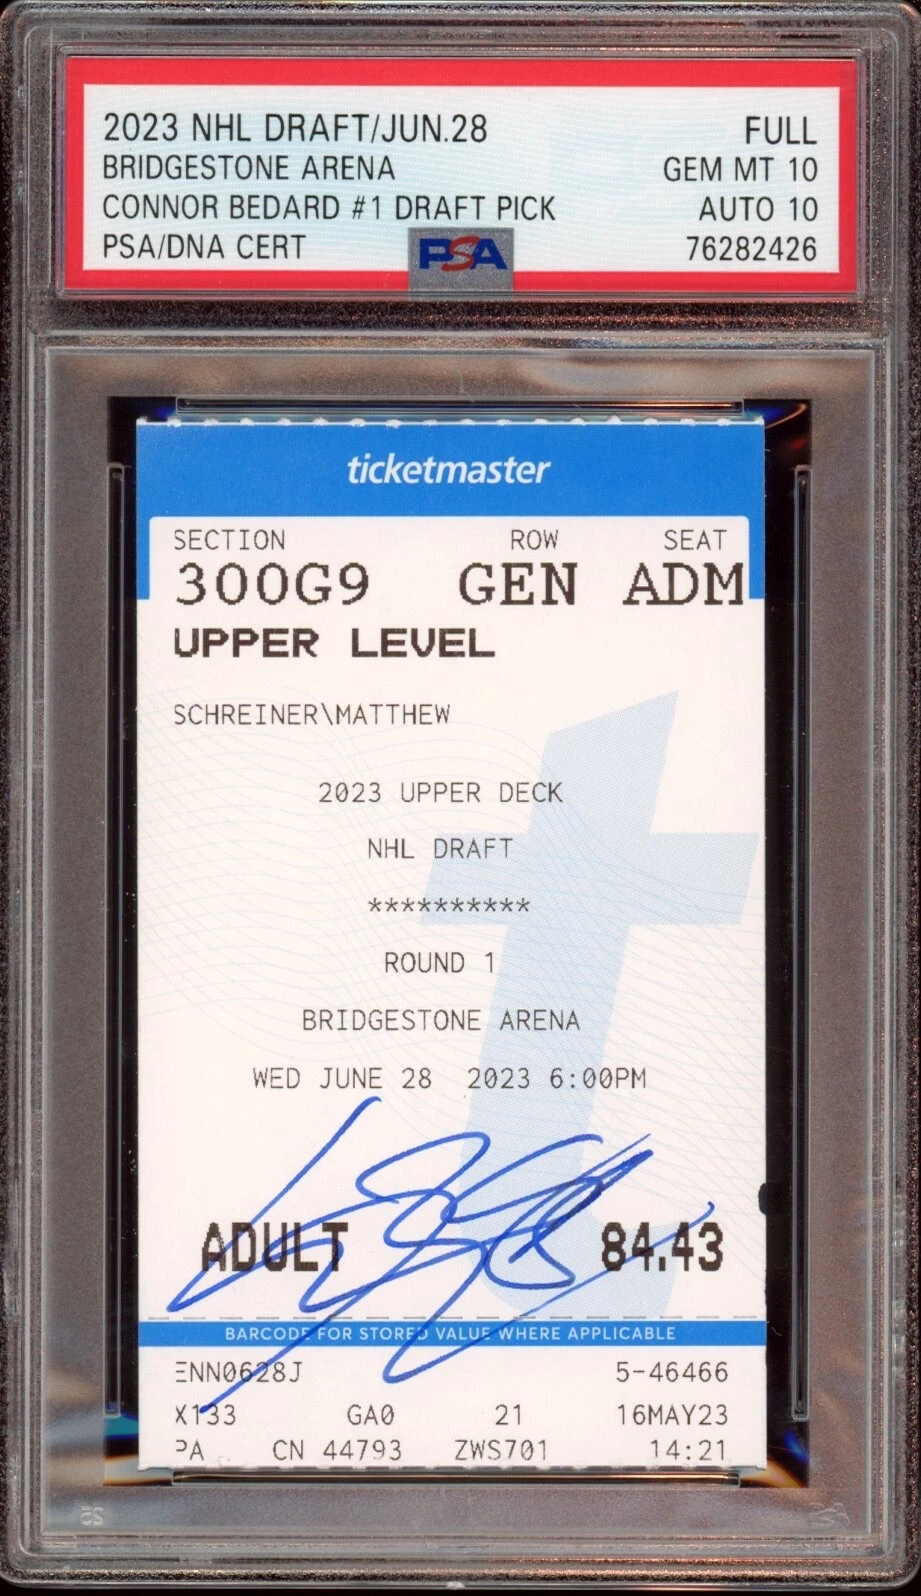 2023 NHL DRAFT/JUN.28 FULL
BRIDGESTONE ARENA GEM MT 10
CONNOR BEDARD #1 DRAFT PICK AUTO 10
PSA/DNA CERT PSA 76282426
ticketmaster
SECTION ROW SEAT
300G9 GEN ADM
UPPER LEVEL
SCHREINER\MATTHEW
2023 UPPER DECK
NHL DRAFT
**********
ROUND 1
BRIDGESTONE ARENA
WED JUNE 28 2023 6:00PM
ADULT 84.43
BARCODE FOR STORED VALUE WHERE APPLICABLE
ENN0628J 5-46466
X133 GA0 21 16MAY23
PA CN 44793 ZWS701 14:21